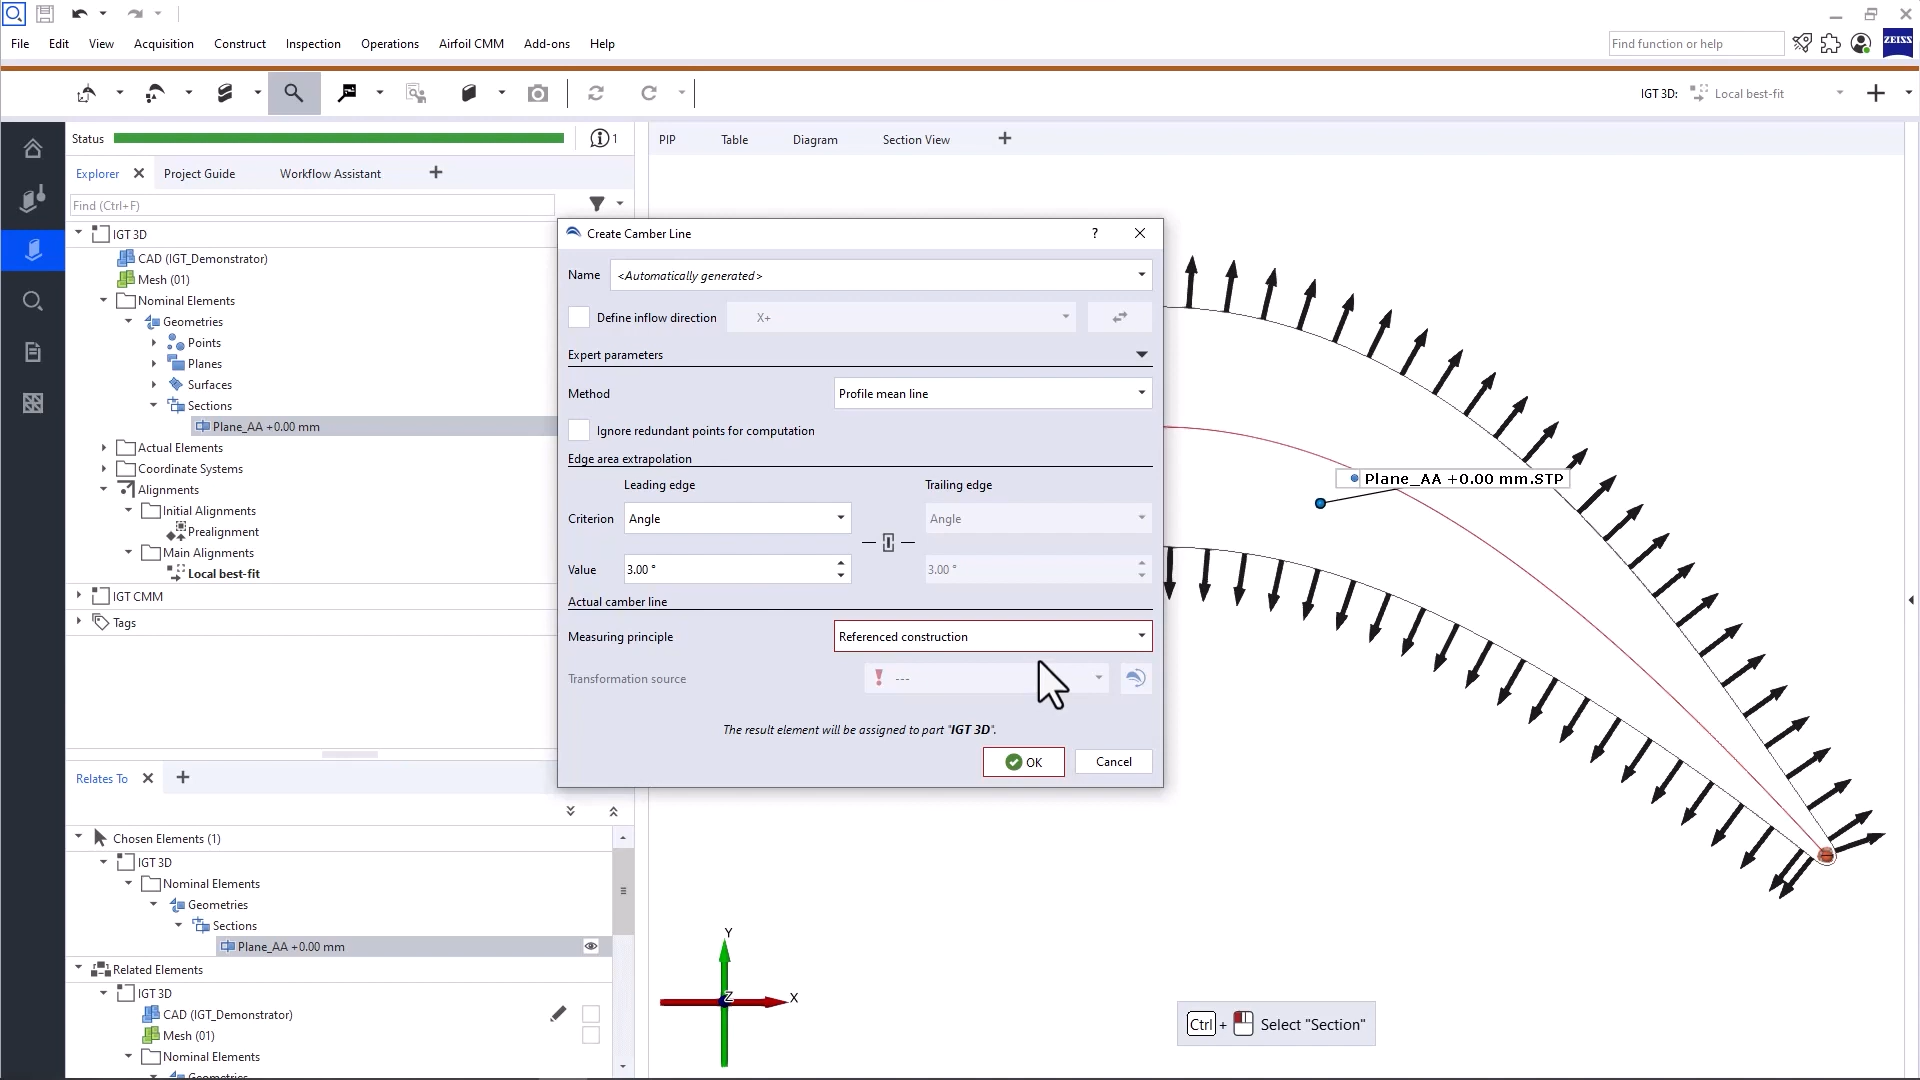 File Edit View Acquisition Construct Inspection Operations Airfoil CMM Add-ons Help
Find function or help
ZEISS
IGT 3D: Local best-fit
Status
1
PIP Table Diagram Section View
Explorer Project Guide Workflow Assistant
Find (Ctrl+F)
IGT 3D
CAD (IGT_Demonstrator)
Mesh (01)
Nominal Elements
Geometries
Points
Planes
Surfaces
Sections
Plane_AA +0.00 mm
Actual Elements
Coordinate Systems
Alignments
Initial Alignments
Prealignment
Main Alignments
Local best-fit
IGT CMM
Tags
Relates To
Chosen Elements (1)
IGT 3D
Nominal Elements
Geometries
Sections
Plane_AA +0.00 mm
Related Elements
IGT 3D
CAD (IGT_Demonstrator)
Mesh (01)
Nominal Elements
Geometries
Create Camber Line
?
Name <Automatically generated>
Define inflow direction X+
Expert parameters
Method Profile mean line
Ignore redundant points for computation
Edge area extrapolation
Leading edge Trailing edge
Criterion Angle Angle
Value 3.00 ° 3.00 °
Actual camber line
Measuring principle Referenced construction
Transformation source ! ---
The result element will be assigned to part "IGT 3D".
OK Cancel
Plane_AA +0.00 mm.STP
Y
Z
X
Ctrl + Select "Section"